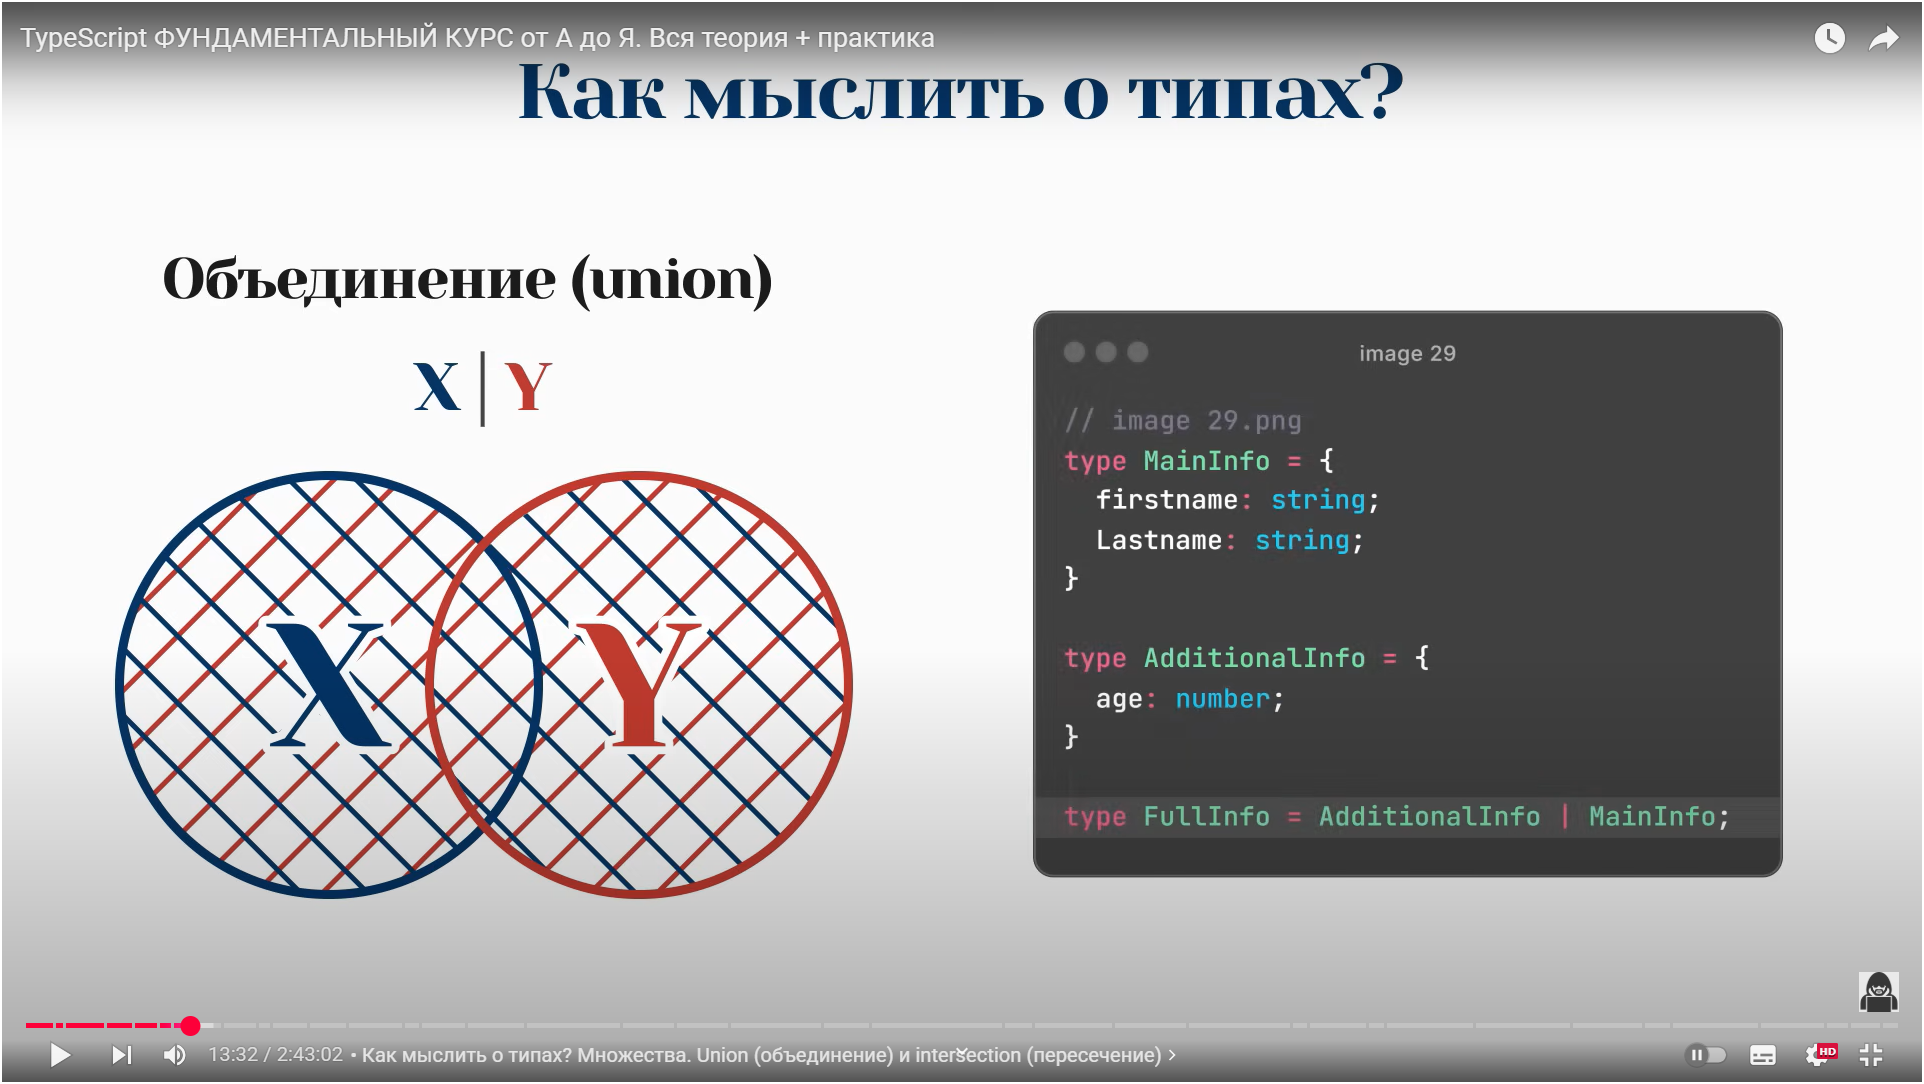 TypeScript ФУНДАМЕНТАЛЬНЫЙ КУРС от А до Я. Вся теория + практика
Как мыслить о типах?
Объединение (union)
X | Y
X Y
image 29
// image 29.png
type MainInfo = {
firstname: string;
Lastname: string;
}
type AdditionalInfo = {
age: number;
}
type FullInfo = AdditionalInfo | MainInfo;
13:32 / 2:43:02 • Как мыслить о типах? Множества. Union (объединение) и intersection (пересечение)
HD